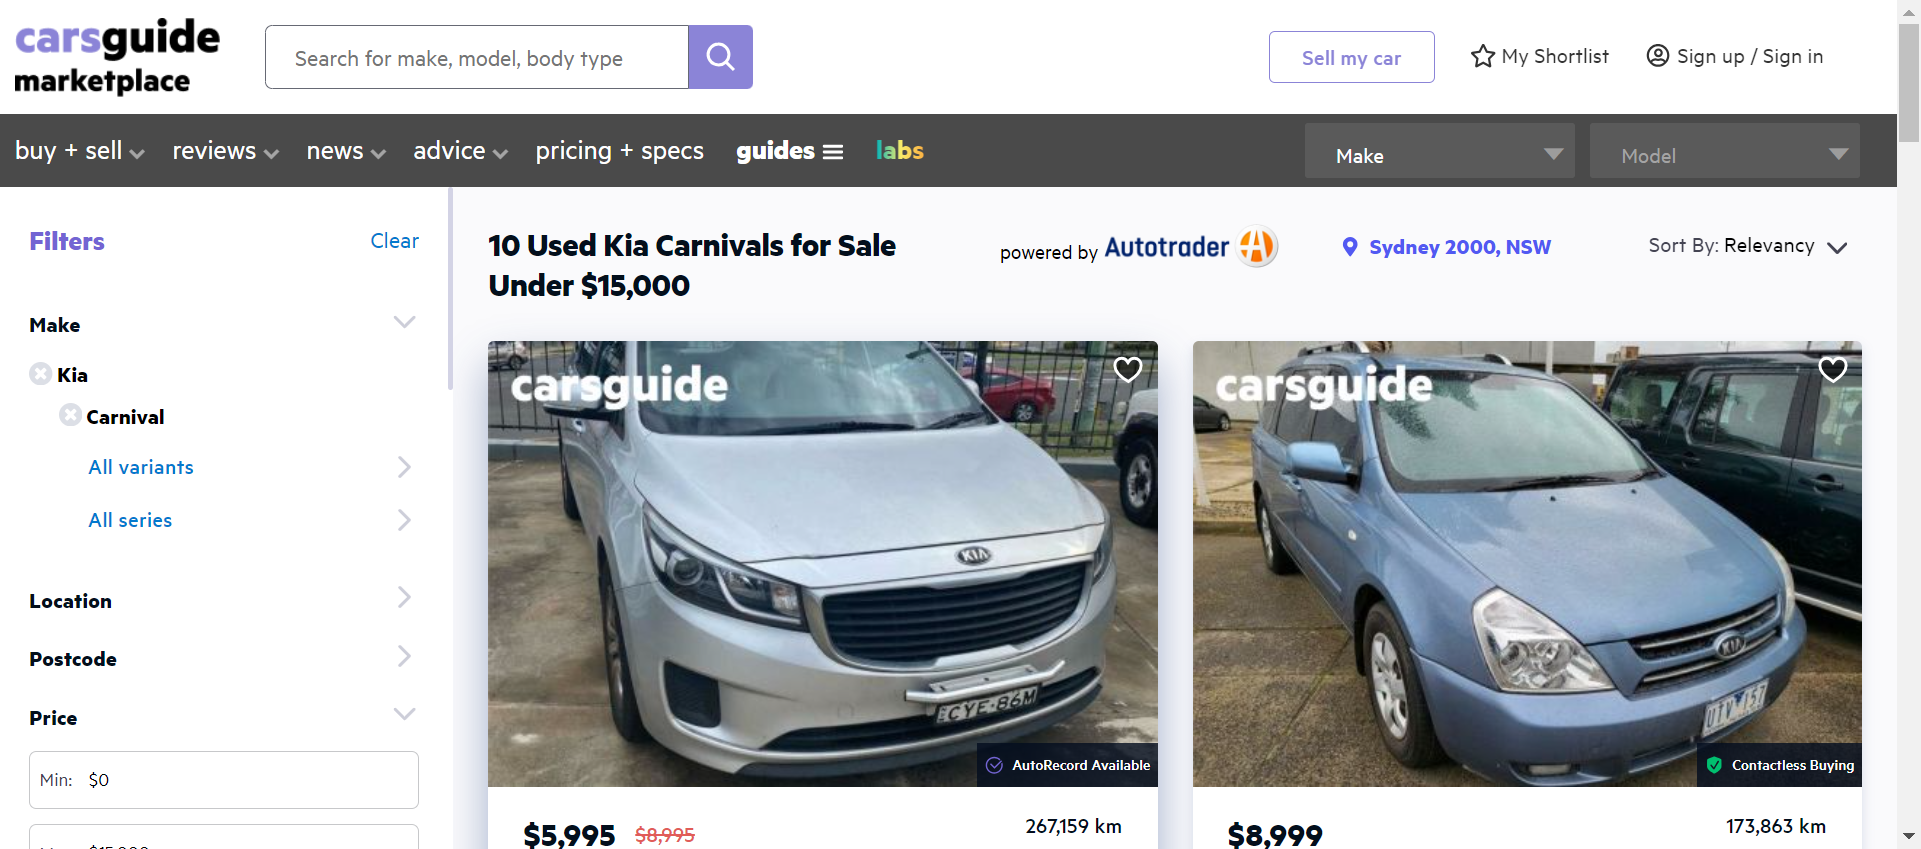 carsguide
marketplace
Search for make, model, body type
Sell my car
My Shortlist
Sign up / Sign in
buy + sell
reviews
news
advice
pricing + specs
guides
labs
Make
Model
Filters
Clear
Make
Kia
Carnival
All variants
All series
Location
Postcode
Price
Min: $0
10 Used Kia Carnivals for Sale
Under $15,000
powered by Autotrader
Sydney 2000, NSW
Sort By: Relevancy
carsguide
KIA
CYE·86M
AutoRecord Available
$5,995 $8,995
267,159 km
carsguide
KIA
Contactless Buying
$8,999
173,863 km